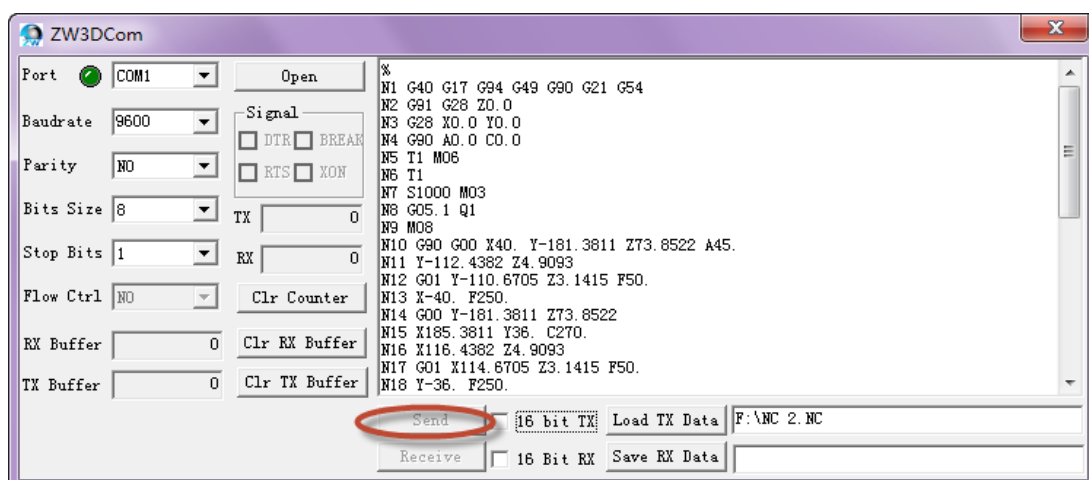 ZW3DCom
Port COM1 Open
Baudrate 9600 Signal
DTR BREAK
Parity NO RTS XON
Bits Size 8 TX 0
Stop Bits 1 RX 0
Flow Ctrl NO Clr Counter
RX Buffer 0 Clr RX Buffer
TX Buffer 0 Clr TX Buffer
%
N1 G40 G17 G94 G49 G90 G21 G54
N2 G91 G28 Z0.0
N3 G28 X0.0 Y0.0
N4 G90 A0.0 C0.0
N5 T1 M06
N6 T1
N7 S1000 M03
N8 G05.1 Q1
N9 M08
N10 G90 G00 X40. Y-181.3811 Z73.8522 A45.
N11 Y-112.4382 Z4.9093
N12 G01 Y-110.6705 Z3.1415 F50.
N13 X-40. F250.
N14 G00 Y-181.3811 Z73.8522
N15 X185.3811 Y36. C270.
N16 X116.4382 Z4.9093
N17 G01 X114.6705 Z3.1415 F50.
N18 Y-36. F250.
Send 16 bit TX Load TX Data F:\NC 2.NC
Receive 16 Bit RX Save RX Data